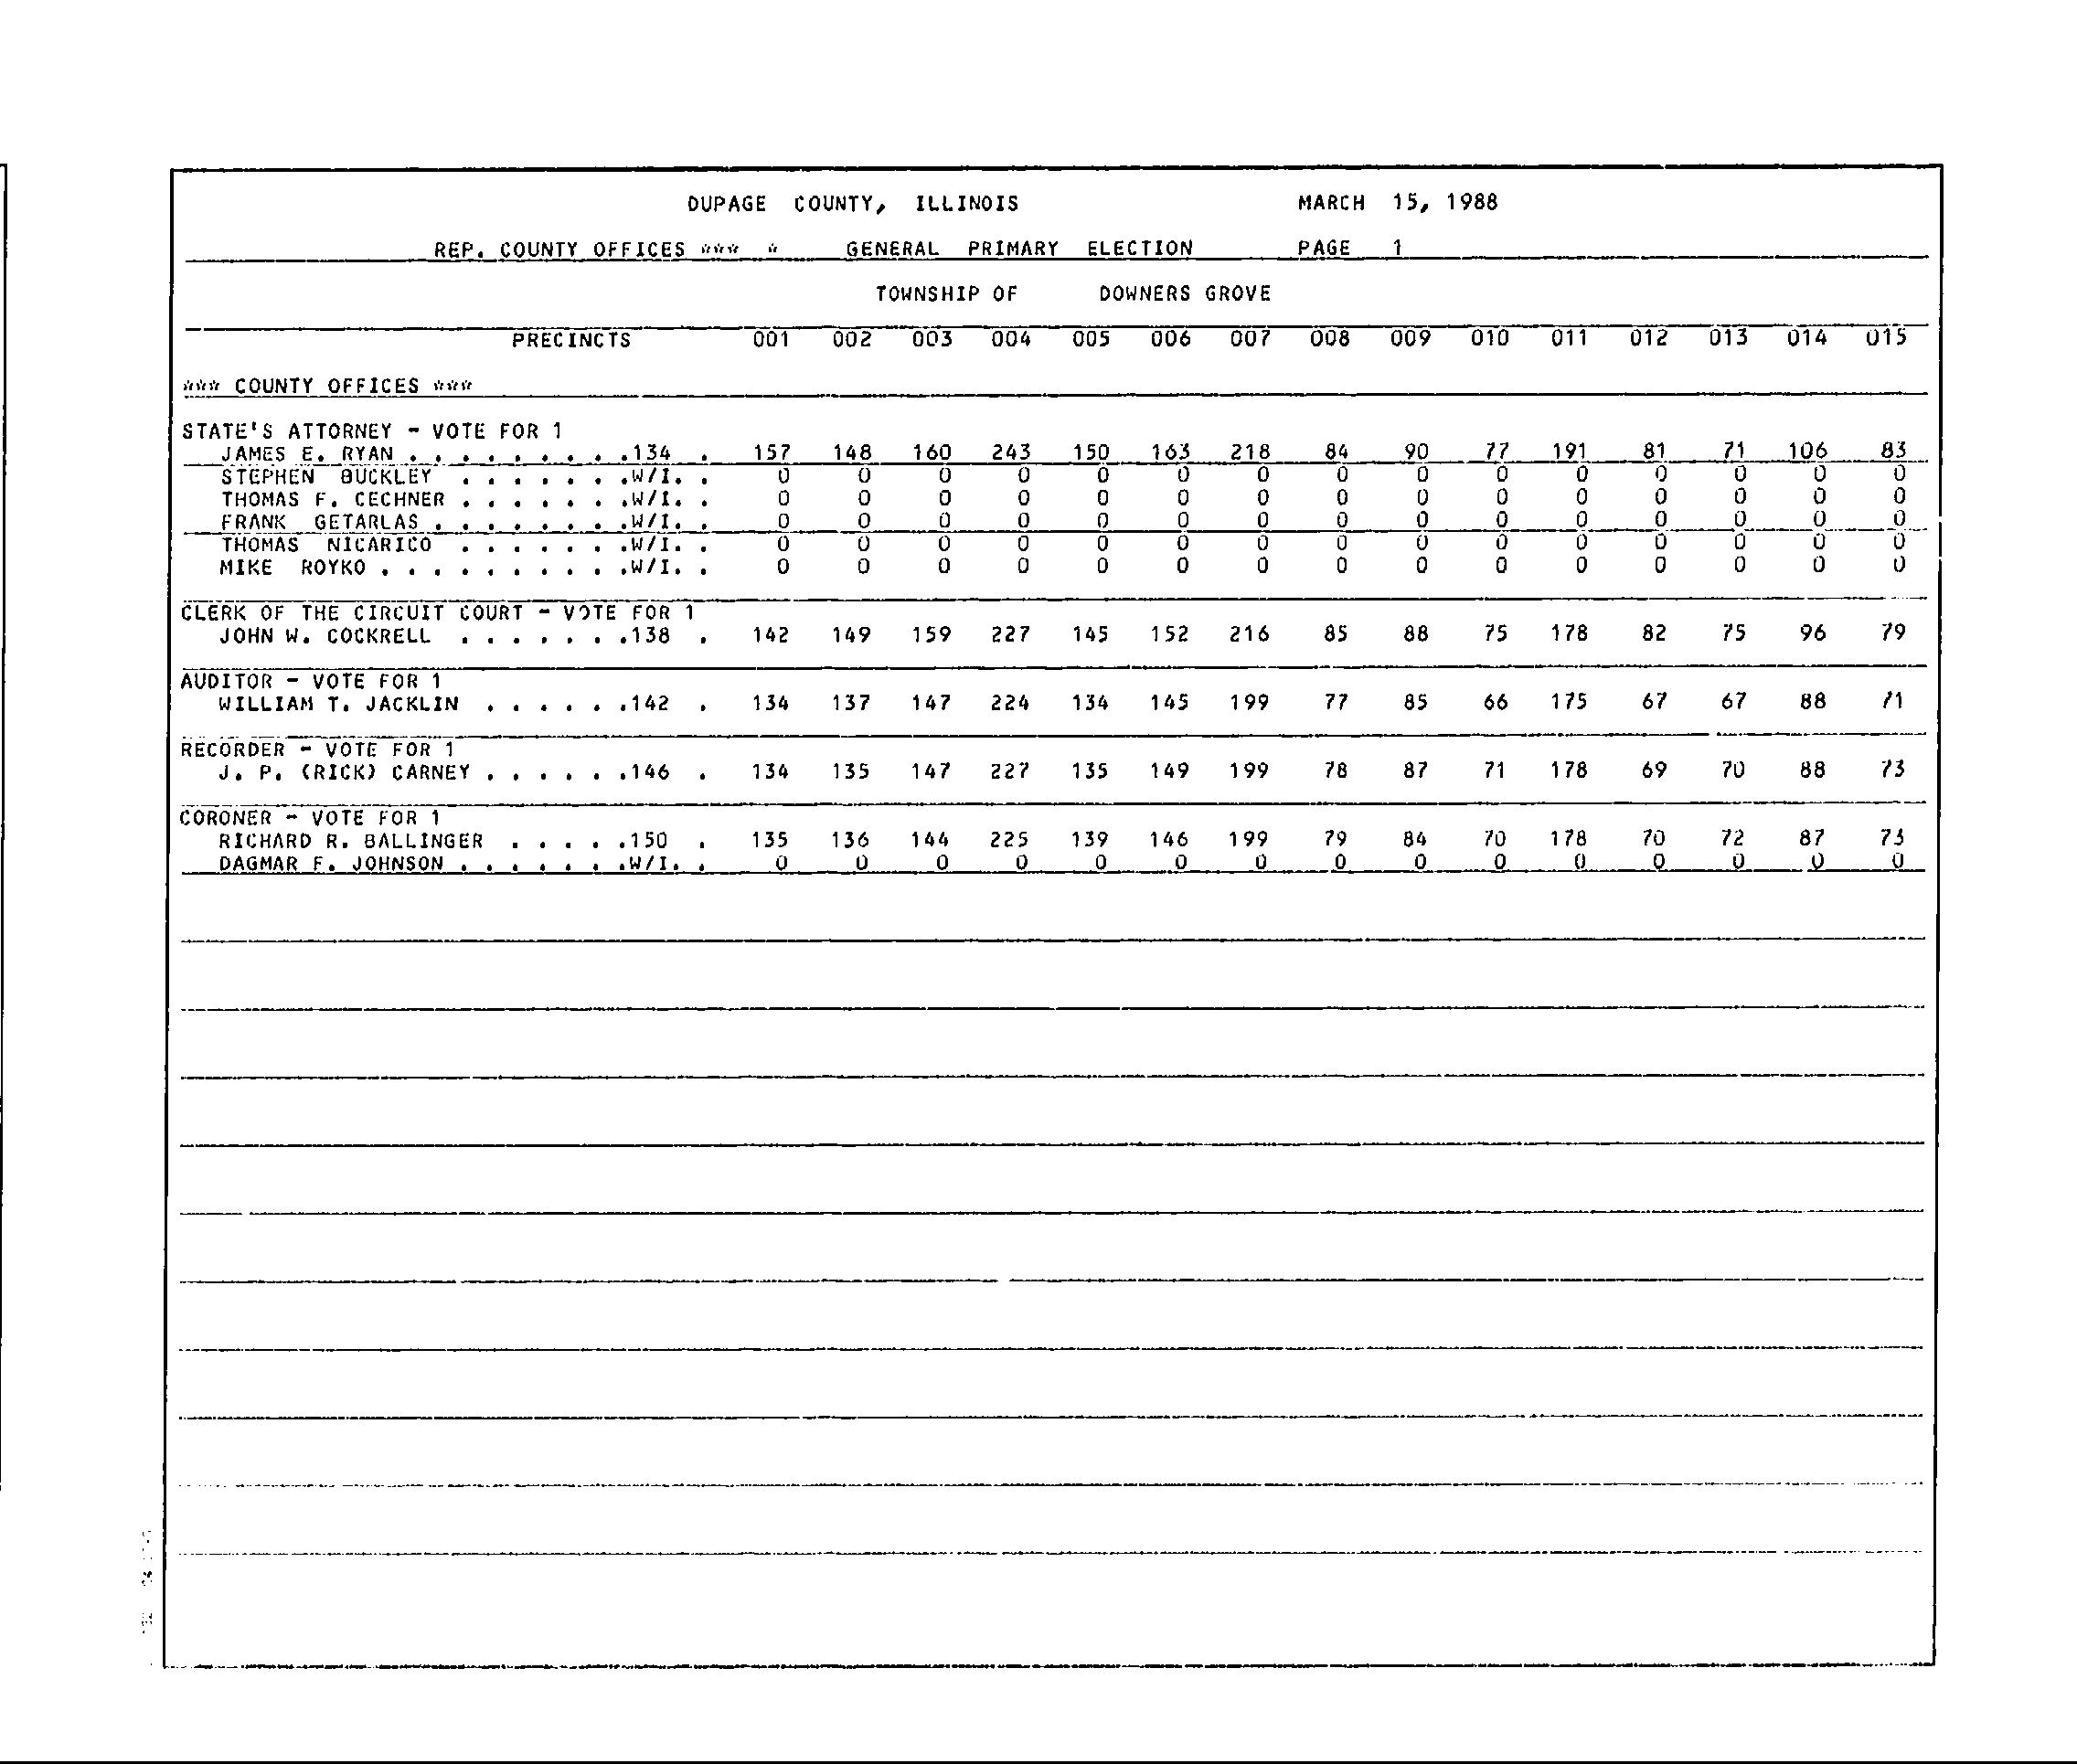 DUPAGE COUNTY, ILLINOIS MARCH 15, 1988
REP. COUNTY OFFICES *** * GENERAL PRIMARY ELECTION PAGE 1
TOWNSHIP OF DOWNERS GROVE
PRECINCTS 001 002 003 004 005 006 007 008 009 010 011 012 013 014 015
*** COUNTY OFFICES ***
STATE'S ATTORNEY - VOTE FOR 1
JAMES E. RYAN . . . . . . . . .134 . 157 148 160 243 150 163 218 84 90 77 191 81 71 106 83
STEPHEN BUCKLEY . . . . . . .W/I. . 0 0 0 0 0 0 0 0 0 0 0 0 0 0 0
THOMAS F. CECHNER . . . . . . .W/I. . 0 0 0 0 0 0 0 0 0 0 0 0 0 0 0
FRANK GETARLAS . . . . . . . .W/I. . 0 0 0 0 0 0 0 0 0 0 0 0 0 0 0
THOMAS NICARICO . . . . . . .W/I. . 0 0 0 0 0 0 0 0 0 0 0 0 0 0 0
MIKE ROYKO . . . . . . . . . .W/I. . 0 0 0 0 0 0 0 0 0 0 0 0 0 0 0
CLERK OF THE CIRCUIT COURT - VOTE FOR 1
JOHN W. COCKRELL . . . . . . .138 . 142 149 159 227 145 152 216 85 88 75 178 82 75 96 79
AUDITOR - VOTE FOR 1
WILLIAM T. JACKLIN . . . . . .142 . 134 137 147 224 134 145 199 77 85 66 175 67 67 88 71
RECORDER - VOTE FOR 1
J. P. (RICK) CARNEY . . . . . .146 . 134 135 147 227 135 149 199 78 87 71 178 69 70 88 73
CORONER - VOTE FOR 1
RICHARD R. BALLINGER . . . . .150 . 135 136 144 225 139 146 199 79 84 70 178 70 72 87 73
DAGMAR F. JOHNSON . . . . . . .W/I. . 0 0 0 0 0 0 0 0 0 0 0 0 0 0 0